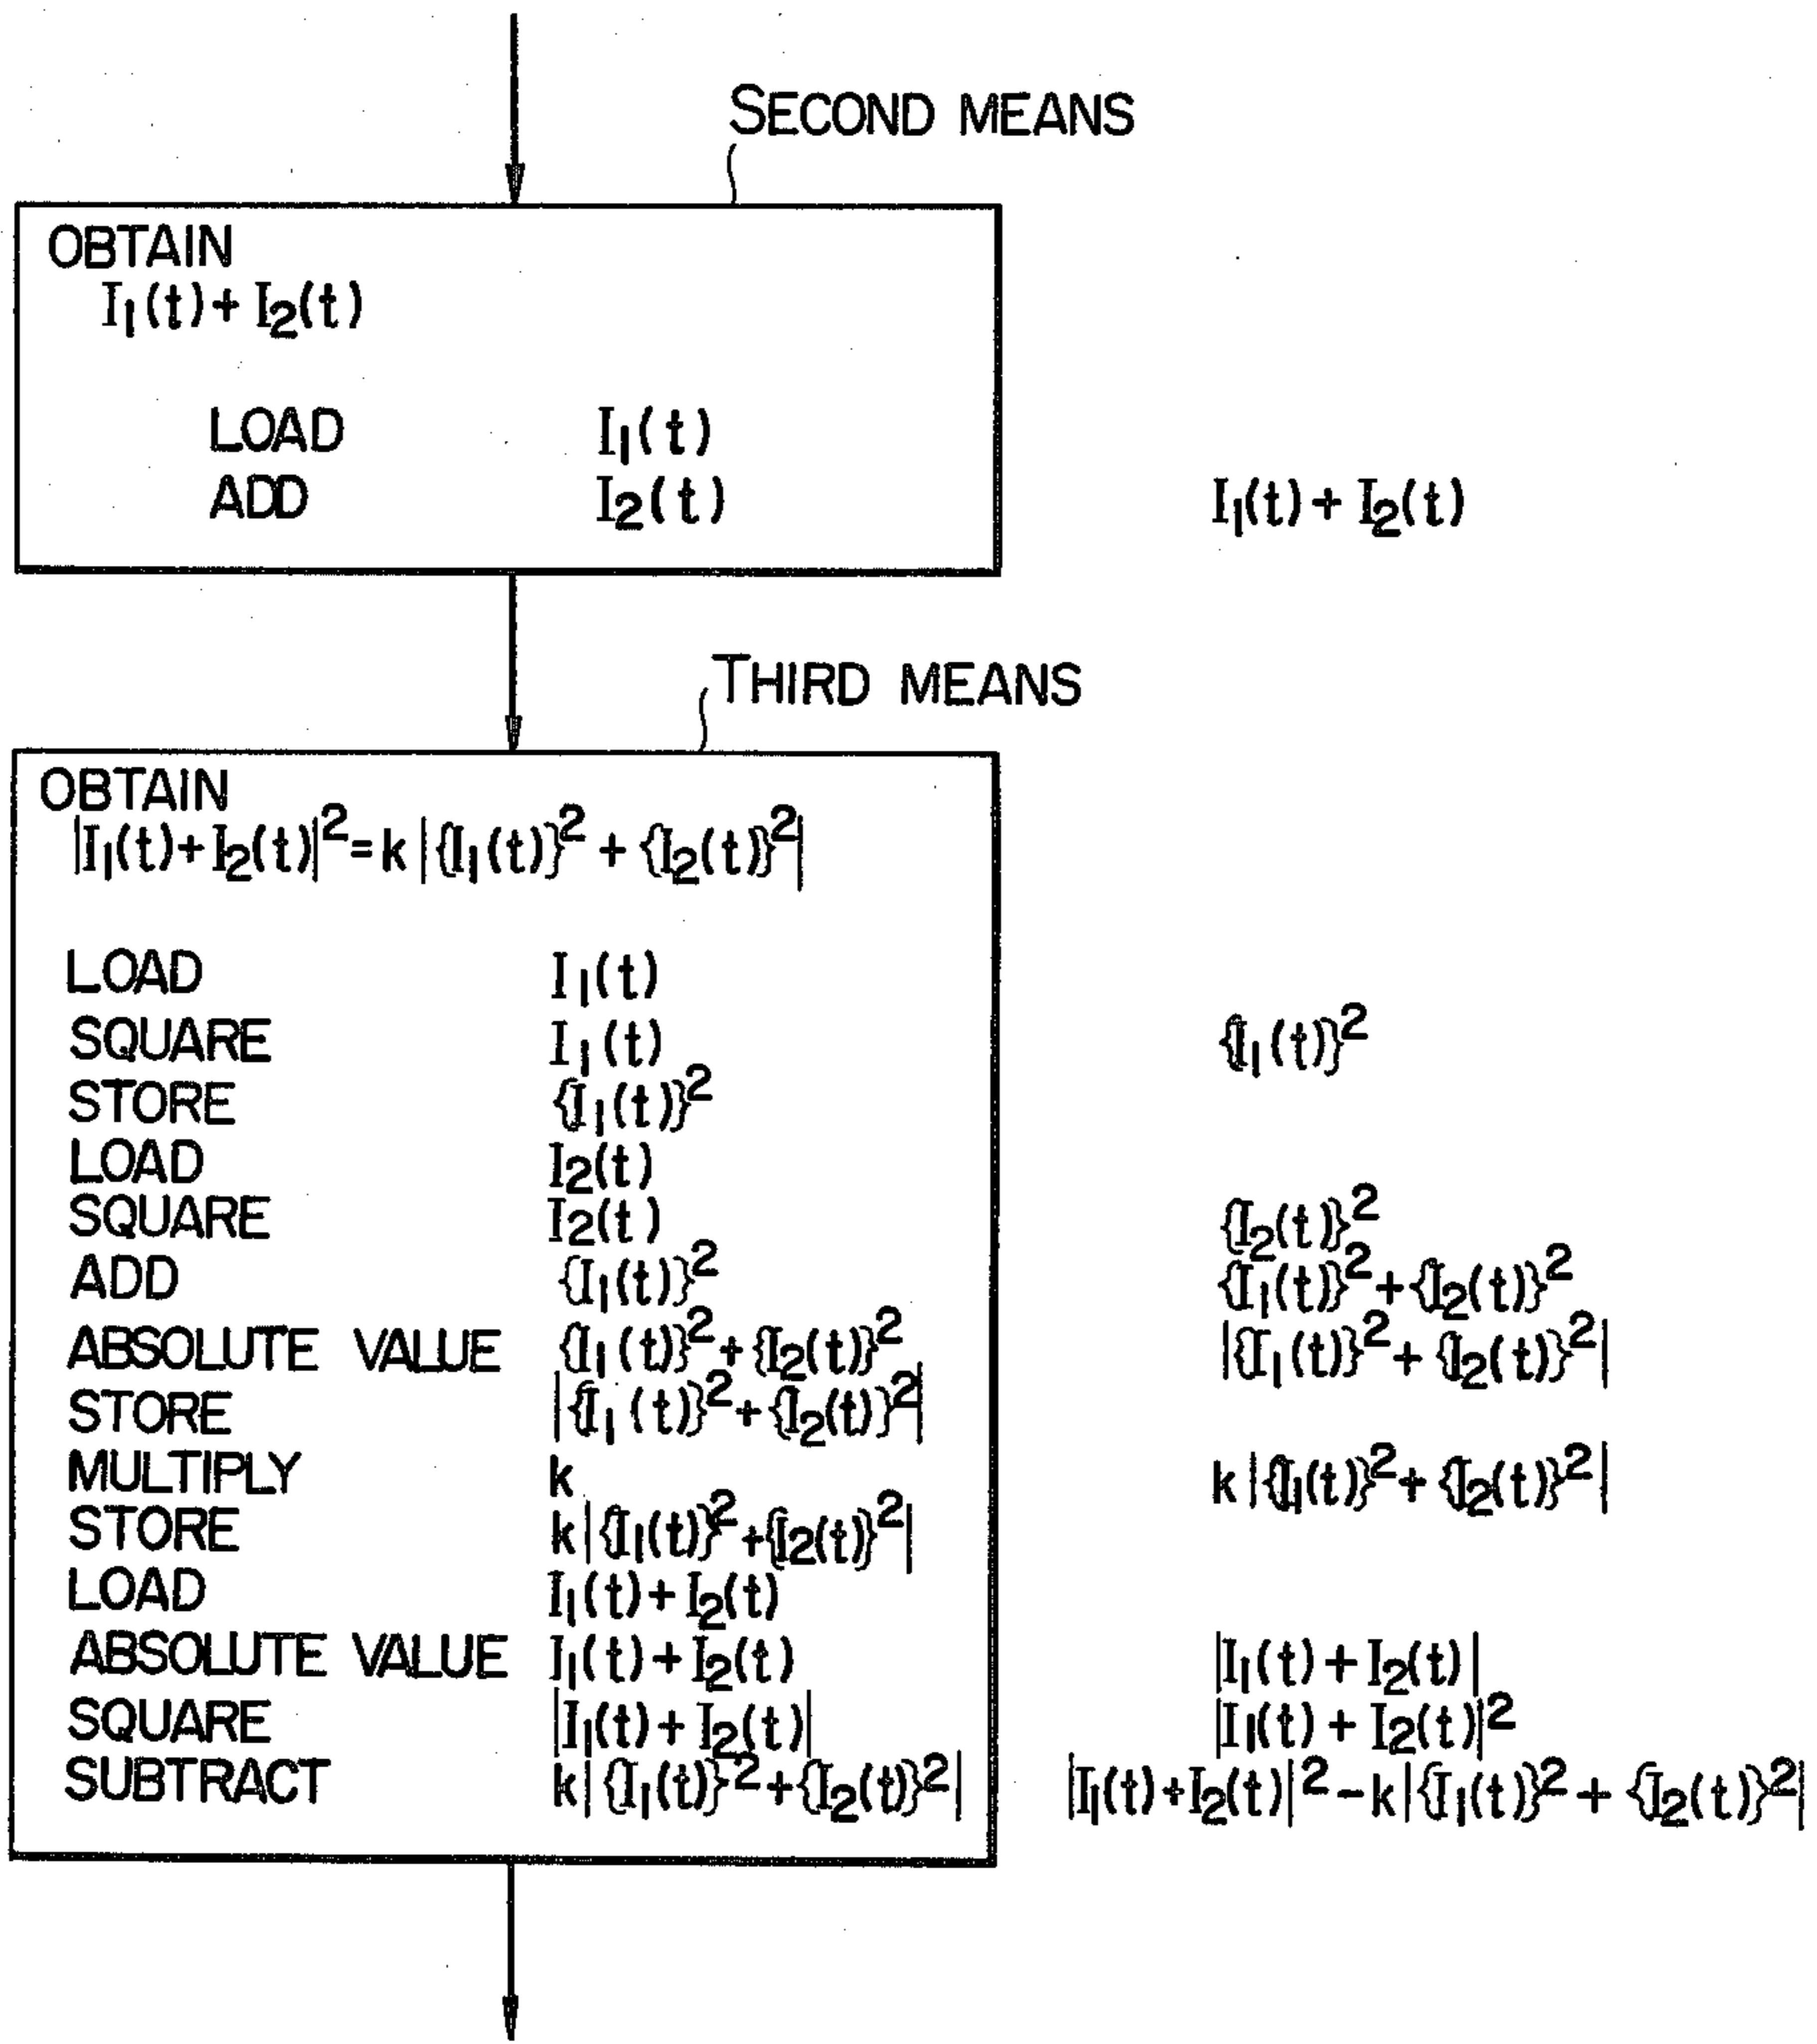 SECOND MEANS
OBTAIN
I₁(t)+ I₂(t)
LOAD I₁(t)
ADD I₂(t) I₁(t) + I₂(t)
THIRD MEANS
OBTAIN
|I₁(t)+I₂(t)|²=k|{I₁(t)}² + {I₂(t)}²|
LOAD I₁(t)
SQUARE I₁(t) {I₁(t)}²
STORE {I₁(t)}²
LOAD I₂(t)
SQUARE I₂(t) {I₂(t)}²
ADD {I₁(t)}² {I₁(t)}²+{I₂(t)}²
ABSOLUTE VALUE {I₁(t)}²+{I₂(t)}² |{I₁(t)}²+ {I₂(t)}²|
STORE |{I₁(t)}²+{I₂(t)}²|
MULTIPLY k k|{I₁(t)}²+ {I₂(t)}²|
STORE k|{I₁(t)}²+{I₂(t)}²|
LOAD I₁(t)+ I₂(t)
ABSOLUTE VALUE I₁(t)+I₂(t) |I₁(t) + I₂(t)|
SQUARE |I₁(t)+ I₂(t)| |I₁(t) + I₂(t)|²
SUBTRACT k|{I₁(t)}²+{I₂(t)}²| |I₁(t)+I₂(t)|²-k|{I₁(t)}²+ {I₂(t)}²|